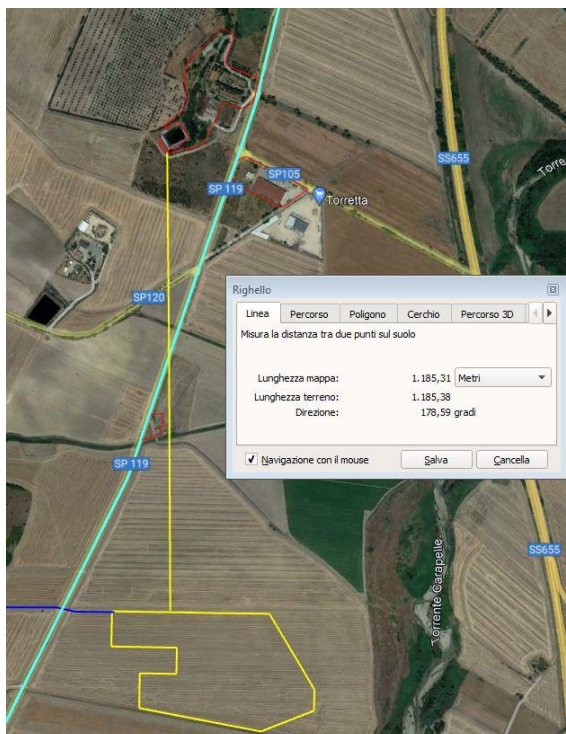 SS655
Torre
SP105
SP 119
Torretta
SP120
Righello
Linea
Percorso
Poligono
Cerchio
Percorso 3D
Misura la distanza tra due punti sul suolo
Lunghezza mappa: 1.185,31 Metri
Lunghezza terreno: 1.185,38
Direzione: 178,59 gradi
Navigazione con il mouse
Salva
Cancella
SP 119
SS655
Torrente Carapelle